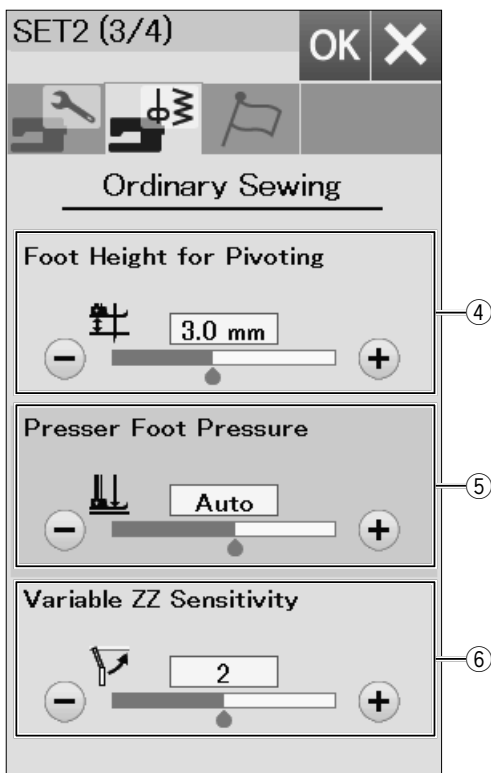 SET2 (3/4)
OK
Ordinary Sewing
Foot Height for Pivoting
3.0 mm
④
Presser Foot Pressure
Auto
⑤
Variable ZZ Sensitivity
2
⑥